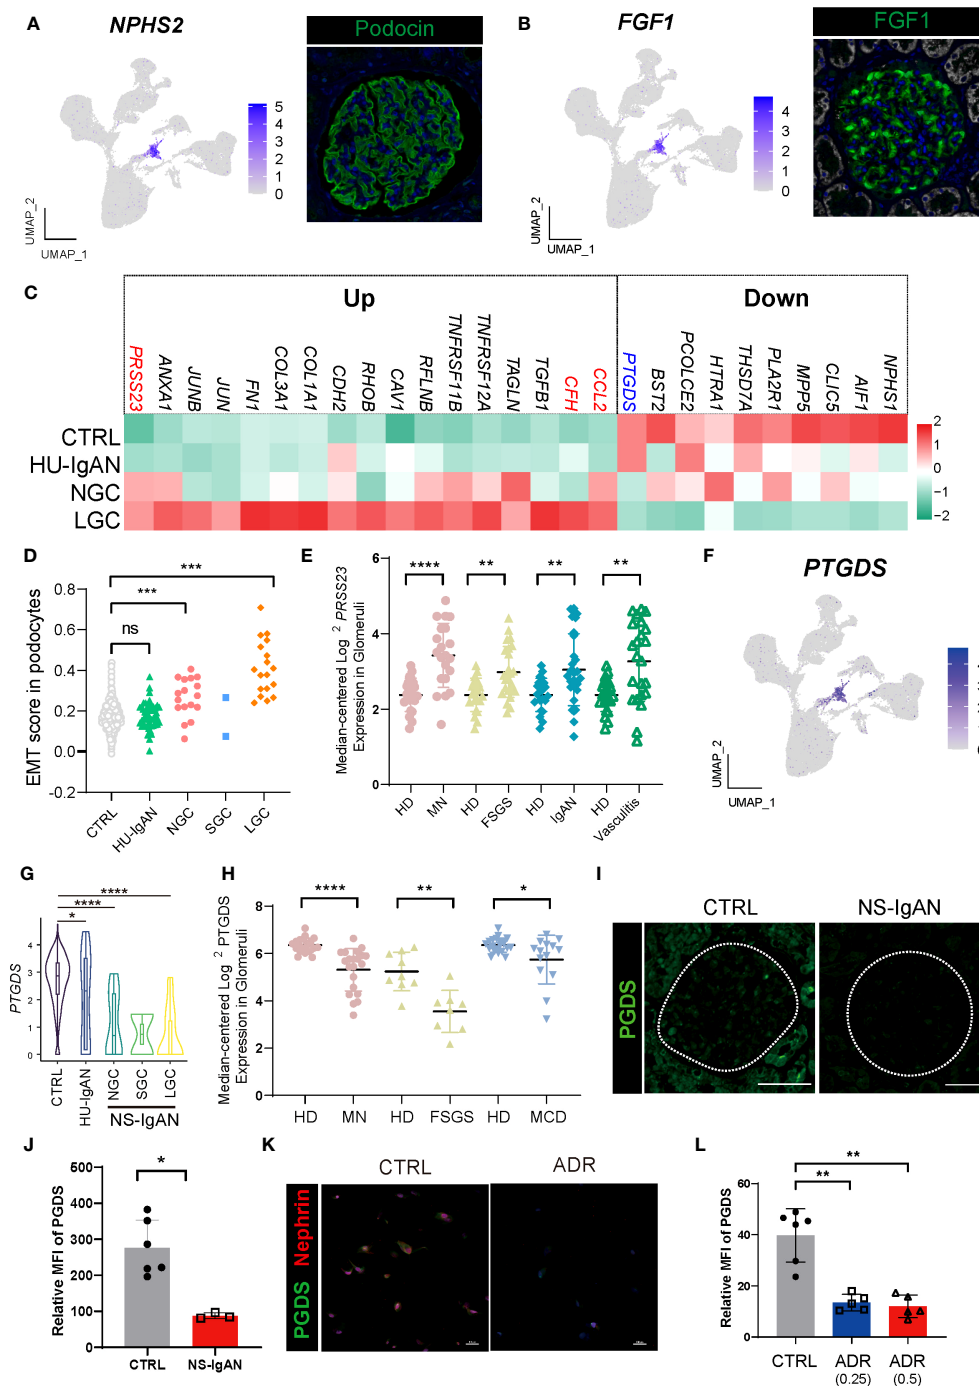 A
NPHS2
Podocin
5
4
3
2
1
0
UMAP_2
UMAP_1
B
FGF1
FGF1
4
3
2
1
0
UMAP_2
UMAP_1
C
Up
Down
PRSS23
ANXA1
JUNB
JUN
FN1
COL3A1
COL1A1
CDH2
RHOB
CAV1
RFLNB
TNFRSF11B
TNFRSF12A
TAGLN
TGFB1
CFH
CCL2
PTGDS
BST2
PCOLCE2
HTRA1
THSD7A
PLA2R1
MPP5
CLIC5
AIF1
NPHS1
CTRL
HU-IgAN
NGC
LGC
2
1
0
−1
−2
D
EMT score in podocytes
0.8
0.6
0.4
0.2
0.0
-0.2
***
***
ns
CTRL
HU-IgAN
NGC
SGC
LGC
E
Median-centered Log 2 PRSS23
Expression in Glomeruli
6
4
2
0
**** ** ** **
HD
MN
HD
FSGS
HD
IgAN
HD
Vasculitis
F
PTGDS
UMAP_2
UMAP_1
G
PTGDS
4
3
2
1
0
****
****
*
CTRL
HU-IgAN
NGC
SGC
LGC
NS-IgAN
H
Median-centered Log 2 PTGDS
Expression in Glomeruli
8
6
4
2
0
**** ** *
HD MN HD FSGS HD MCD
I
CTRL NS-IgAN
PGDS
J
Relative MFI of PGDS
600
500
400
300
200
100
0
*
CTRL NS-IgAN
K
CTRL ADR
PGDS Nephrin
L
Relative MFI of PGDS
60
40
20
0
**
**
CTRL ADR ADR
(0.25) (0.5)